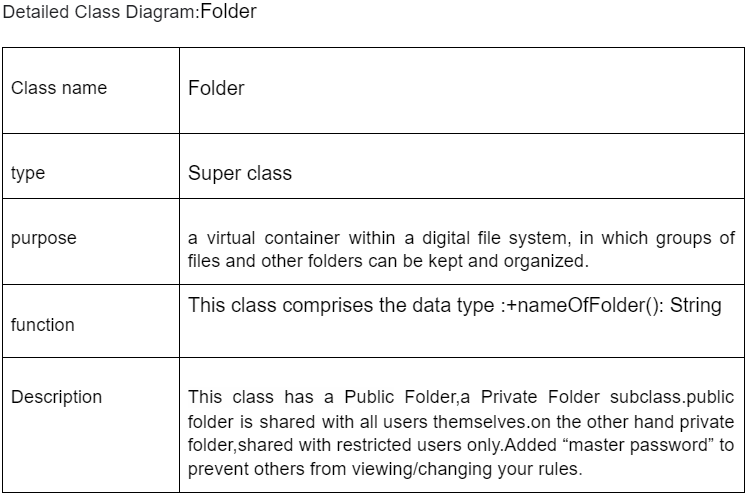 Detailed Class Diagram:Folder
Class name
Folder
type
Super class
purpose
a virtual container within a digital file system, in which groups of
files and other folders can be kept and organized.
function
This class comprises the data type :+nameOfFolder(): String
Description
This class has a Public Folder,a Private Folder subclass.public
folder is shared with all users themselves.on the other hand private
folder,shared with restricted users only.Added “master password” to
prevent others from viewing/changing your rules.